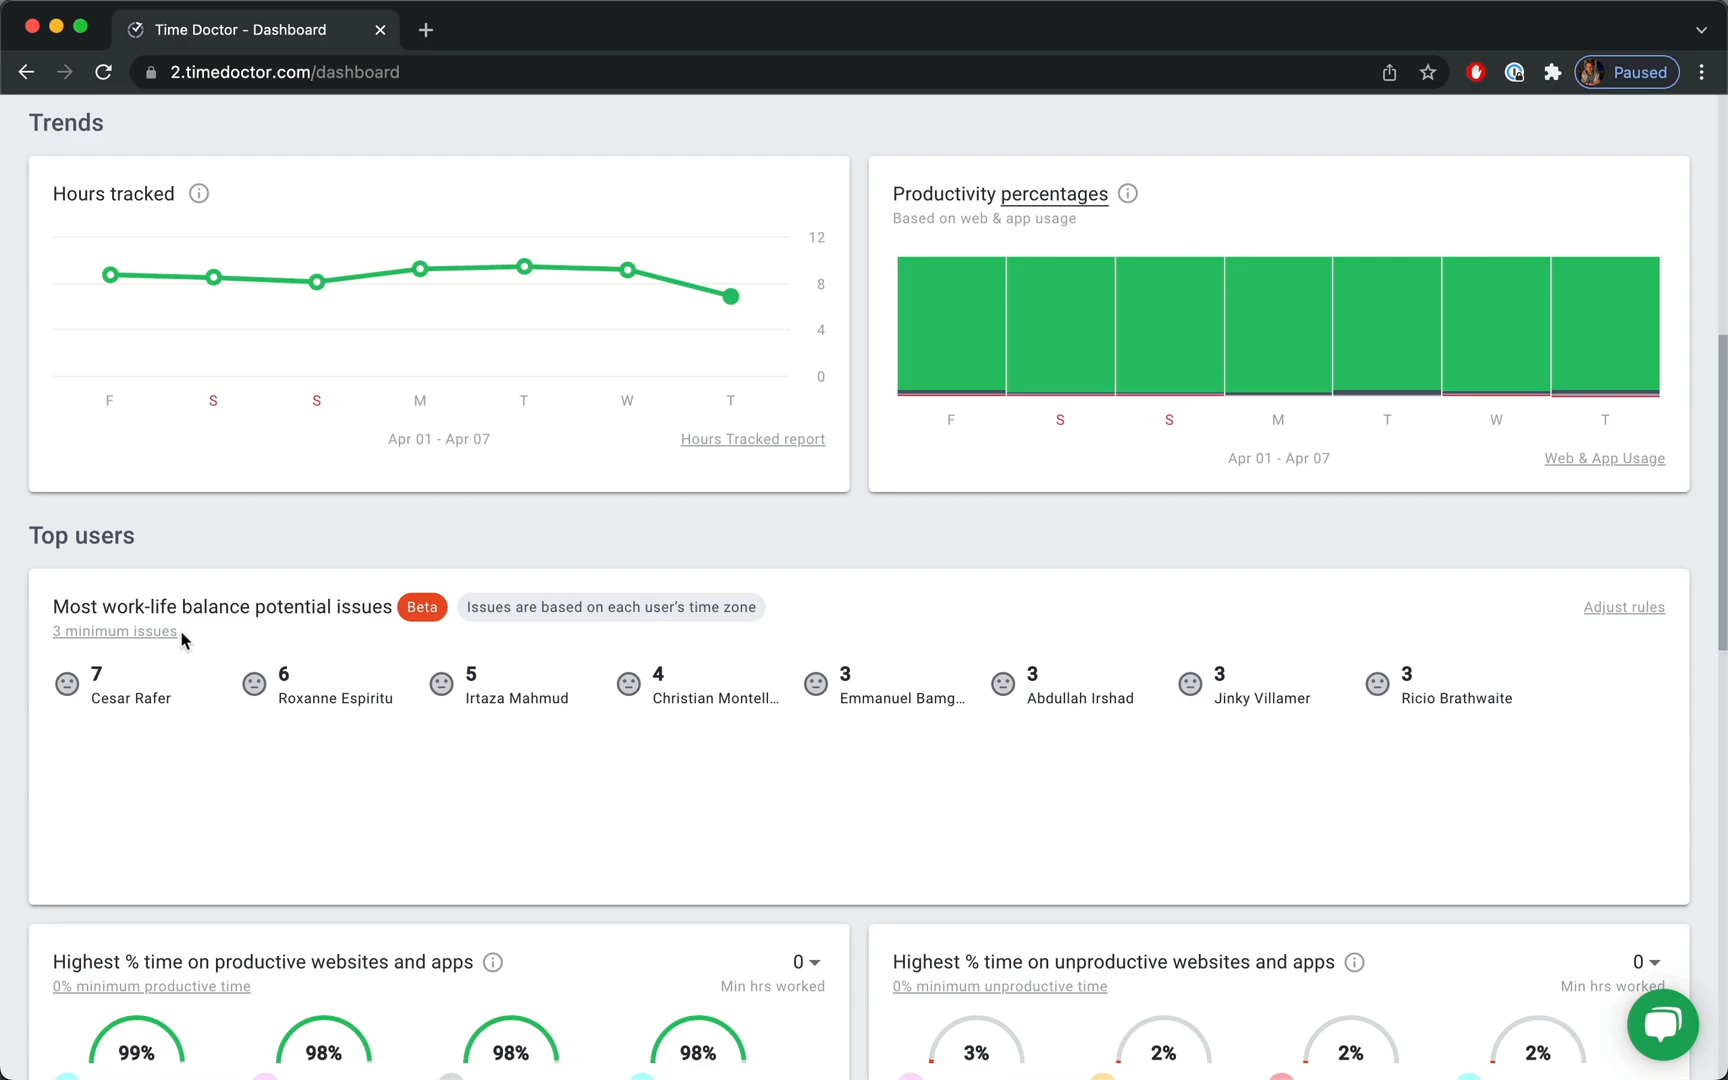 Time Doctor - Dashboard
2.timedoctor.com/dashboard
Paused
Trends
Hours tracked
12
8
4
0
F S S M T W T
Apr 01 - Apr 07
Hours Tracked report
Productivity percentages
Based on web & app usage
F S S M T W T
Apr 01 - Apr 07
Web & App Usage
Top users
Most work-life balance potential issues Beta Issues are based on each user's time zone
Adjust rules
3 minimum issues
7
Cesar Rafer
6
Roxanne Espiritu
5
Irtaza Mahmud
4
Christian Montell...
3
Emmanuel Bamg...
3
Abdullah Irshad
3
Jinky Villamer
3
Ricio Brathwaite
Highest % time on productive websites and apps
0
0% minimum productive time
Min hrs worked
99% 98% 98% 98%
Highest % time on unproductive websites and apps
0
0% minimum unproductive time
Min hrs worked
3% 2% 2% 2%